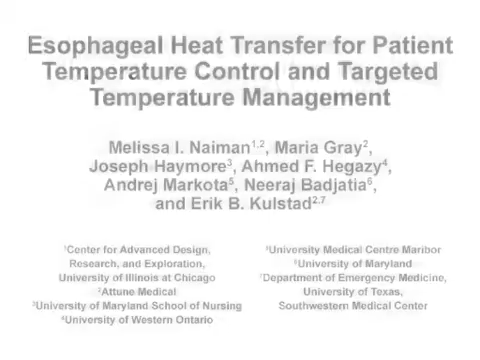 Esophageal Heat Transfer for Patient
Temperature Control and Targeted
Temperature Management
Melissa I. Naiman¹,², Maria Gray²,
Joseph Haymore³, Ahmed F. Hegazy⁴,
Andrej Markota⁵, Neeraj Badjatia⁶,
and Erik B. Kulstad²,⁷
¹Center for Advanced Design,
Research, and Exploration,
University of Illinois at Chicago
²Attune Medical
³University of Maryland School of Nursing
⁴University of Western Ontario
⁵University Medical Centre Maribor
⁶University of Maryland
⁷Department of Emergency Medicine,
University of Texas,
Southwestern Medical Center